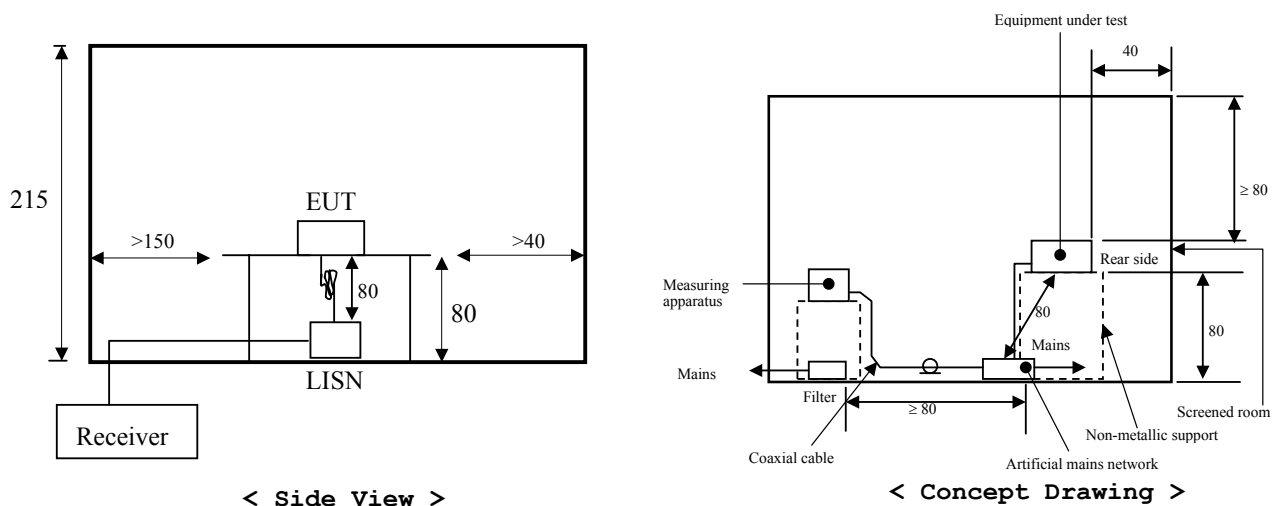 215
EUT
>150
>40
80
80
LISN
Receiver
< Side View >
Equipment under test
40
≥ 80
Rear side
Measuring
apparatus
80
80
Mains
Mains
Filter
≥ 80
Screened room
Non-metallic support
Coaxial cable
Artificial mains network
< Concept Drawing >